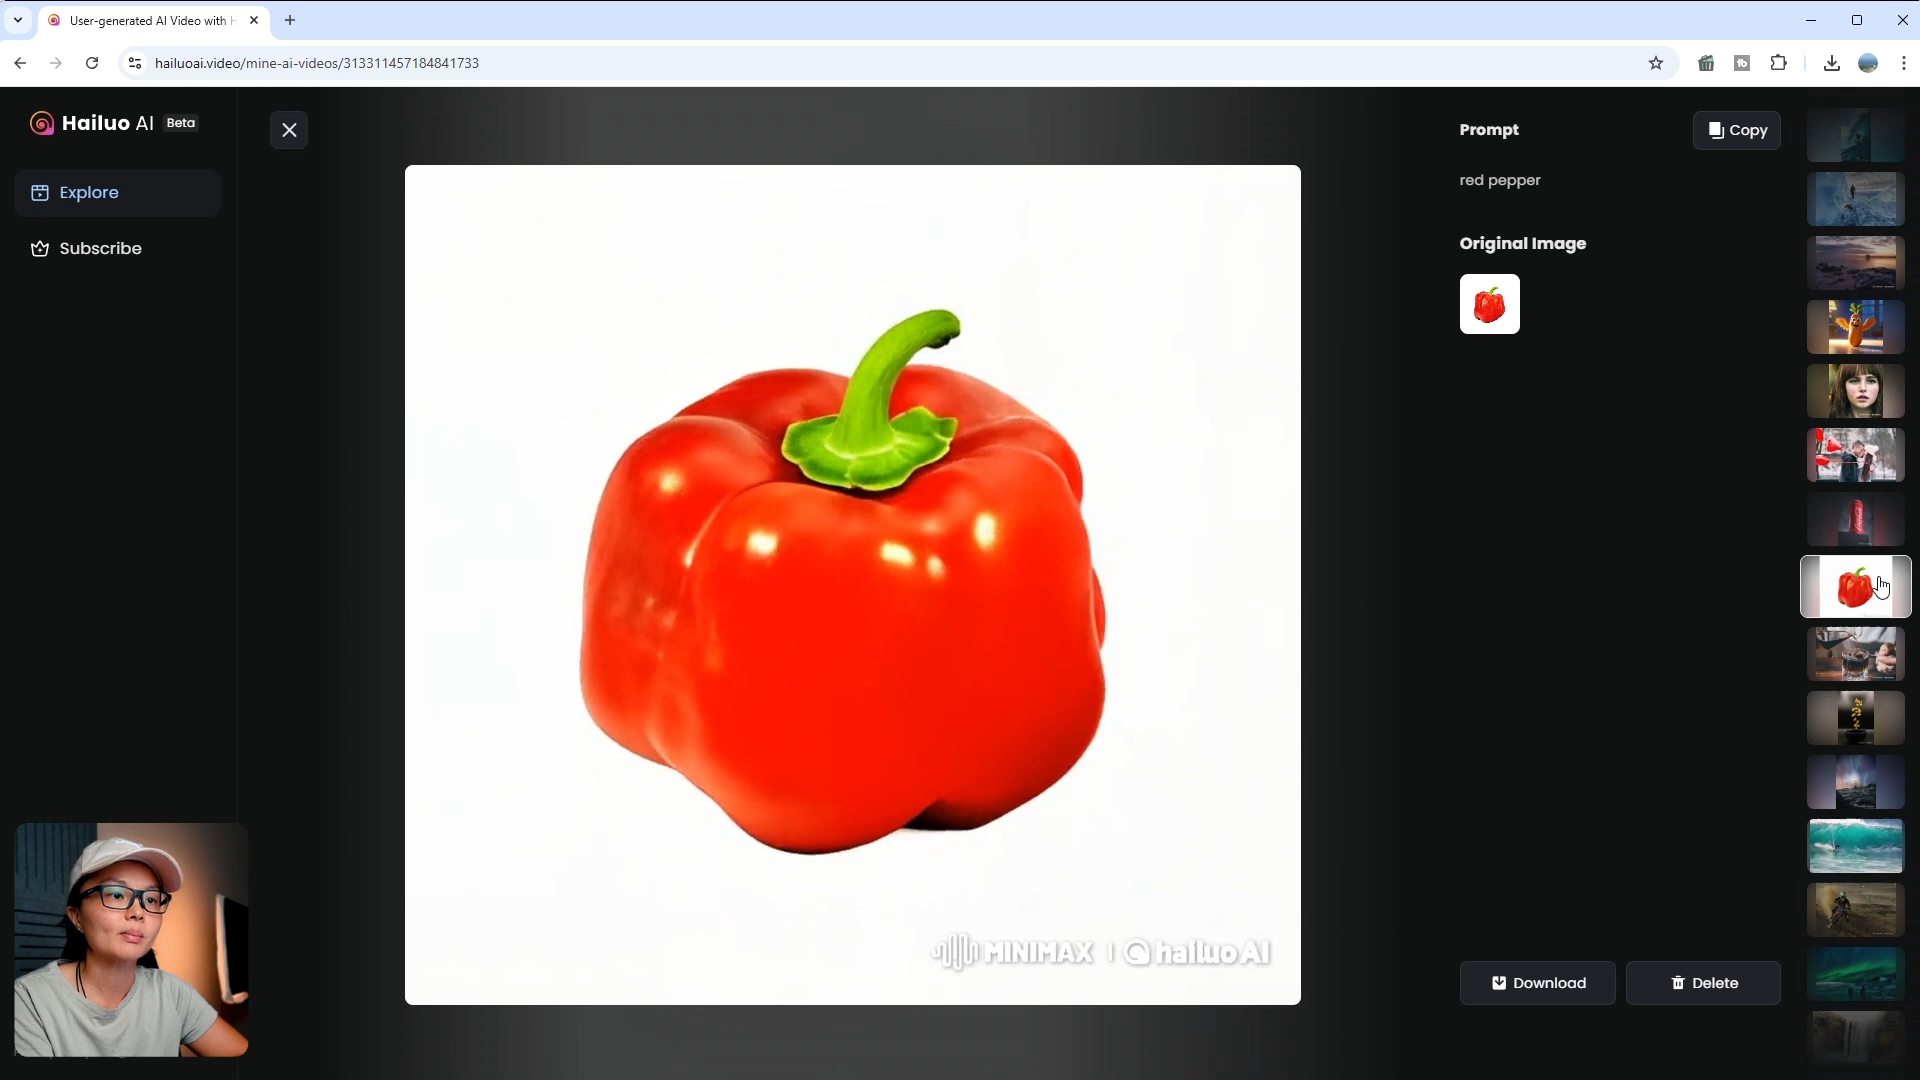 User-generated AI Video with H
hailuoai.video/mine-ai-videos/313311457184841733
Hailuo AI Beta
Explore
Subscribe
Prompt
Copy
red pepper
Original Image
MINIMAX | hailuo AI
Download
Delete